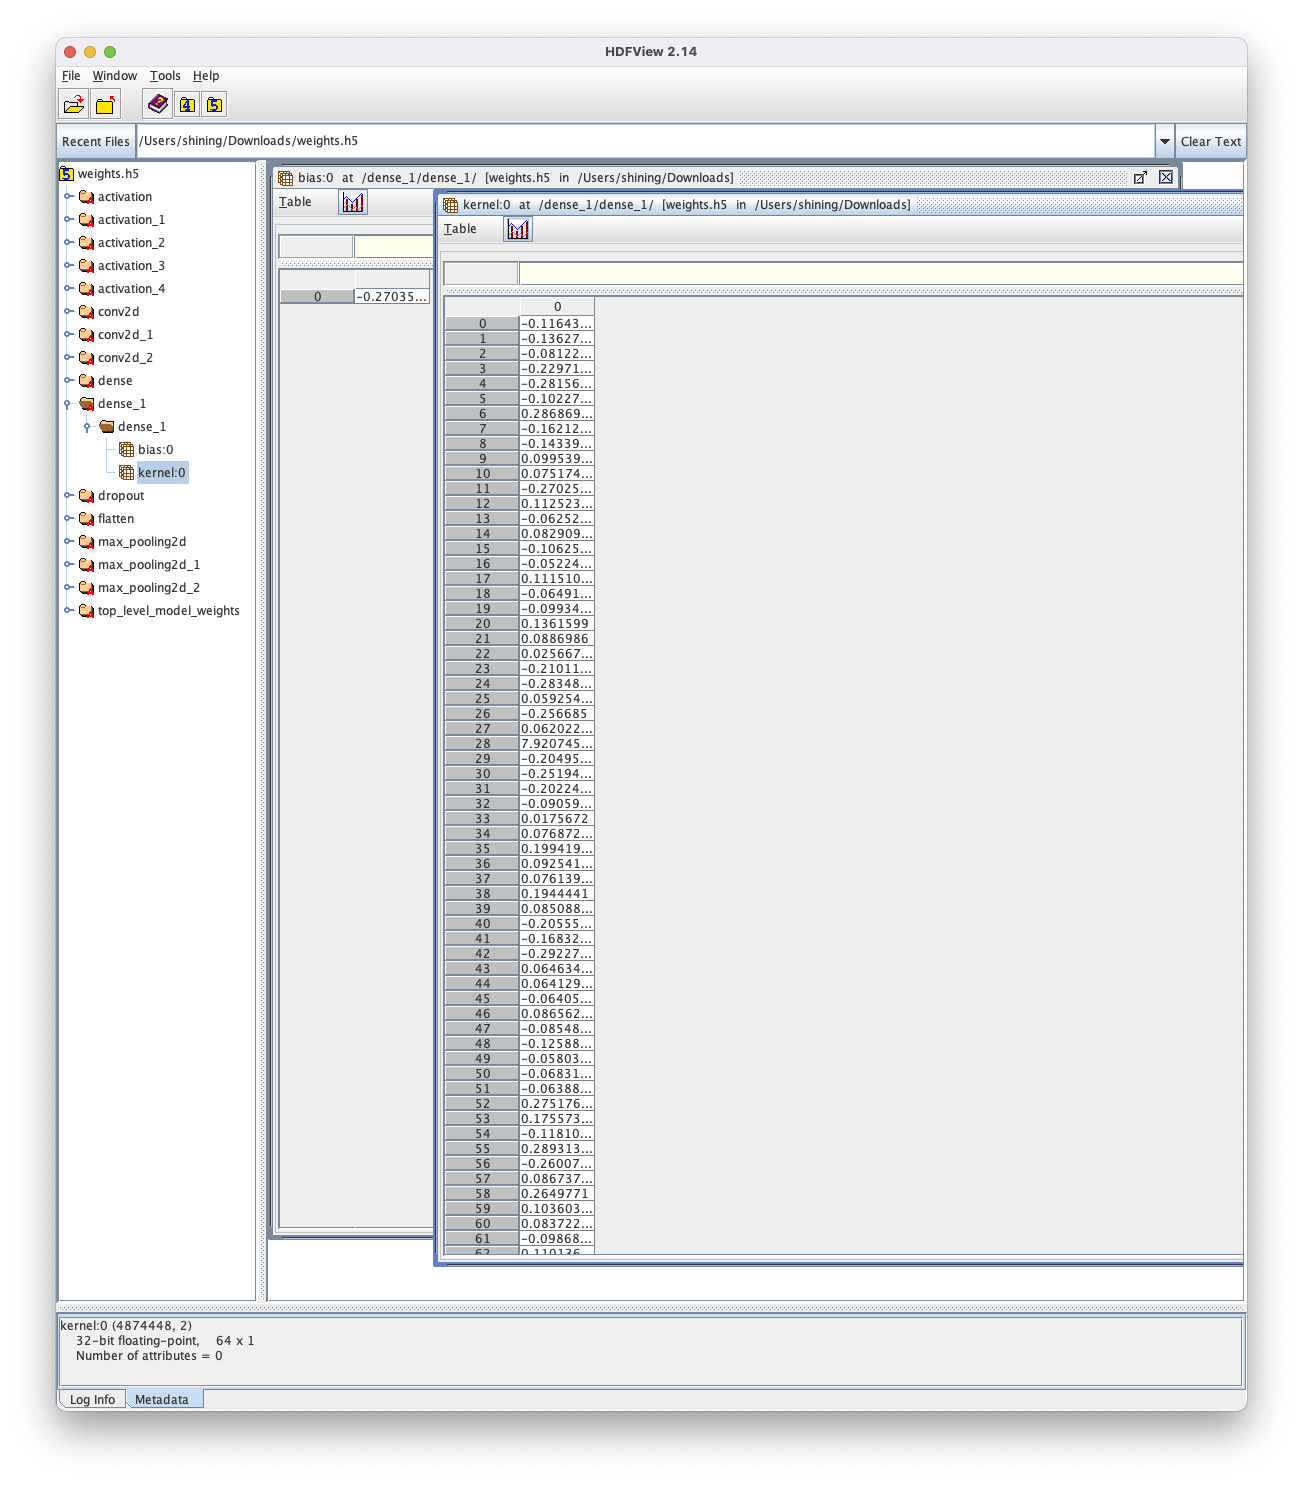 HDFView 2.14
File Window Tools Help
Recent Files /Users/shining/Downloads/weights.h5 Clear Text
weights.h5
activation
activation_1
activation_2
activation_3
activation_4
conv2d
conv2d_1
conv2d_2
dense
dense_1
dense_1
bias:0
kernel:0
dropout
flatten
max_pooling2d
max_pooling2d_1
max_pooling2d_2
top_level_model_weights
bias:0 at /dense_1/dense_1/ [weights.h5 in /Users/shining/Downloads]
Table
0 -0.27035...
kernel:0 at /dense_1/dense_1/ [weights.h5 in /Users/shining/Downloads]
Table
0
0 -0.11643...
1 -0.13627...
2 -0.08122...
3 -0.22971...
4 -0.28156...
5 -0.10227...
6 0.286869...
7 -0.16212...
8 -0.14339...
9 0.099539...
10 0.075174...
11 -0.27025...
12 0.112523...
13 -0.06252...
14 0.082909...
15 -0.10625...
16 -0.05224...
17 0.111510...
18 -0.06491...
19 -0.09934...
20 0.1361599
21 0.0886986
22 0.025667...
23 -0.21011...
24 -0.28348...
25 0.059254...
26 -0.256685
27 0.062022...
28 7.920745...
29 -0.20495...
30 -0.25194...
31 -0.20224...
32 -0.09059...
33 0.0175672
34 0.076872...
35 0.199419...
36 0.092541...
37 0.076139...
38 0.1944441
39 0.085088...
40 -0.20555...
41 -0.16832...
42 -0.29227...
43 0.064634...
44 0.064129...
45 -0.06405...
46 0.086562...
47 -0.08548...
48 -0.12588...
49 -0.05803...
50 -0.06831...
51 -0.06388...
52 0.275176...
53 0.175573...
54 -0.11810...
55 0.289313...
56 -0.26007...
57 0.086737...
58 0.2649771
59 0.103603...
60 0.083722...
61 -0.09868...
62 0.110136...
kernel:0 (4874448, 2)
32-bit floating-point, 64 x 1
Number of attributes = 0
Log Info Metadata